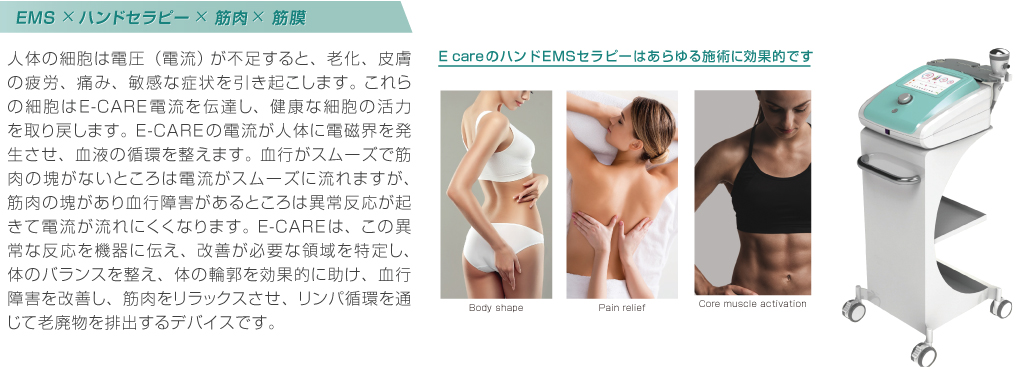 EMS × ハンドセラピー × 筋肉× 筋膜
人体の細胞は電圧（電流）が不足すると、老化、皮膚
の疲労、痛み、敏感な症状を引き起こします。これら
の細胞はE-CARE電流を伝達し、健康な細胞の活力
を取り戻します。E-CAREの電流が人体に電磁界を発
生させ、血液の循環を整えます。血行がスムーズで筋
肉の塊がないところは電流がスムーズに流れますが、
筋肉の塊があり血行障害があるところは異常反応が起
きて電流が流れにくくなります。E-CAREは、この異
常な反応を機器に伝え、改善が必要な領域を特定し、
体のバランスを整え、体の輪郭を効果的に助け、血行
障害を改善し、筋肉をリラックスさせ、リンパ循環を通
じて老廃物を排出するデバイスです。
E careのハンドEMSセラピーはあらゆる施術に効果的です
Body shape
Pain relief
Core muscle activation